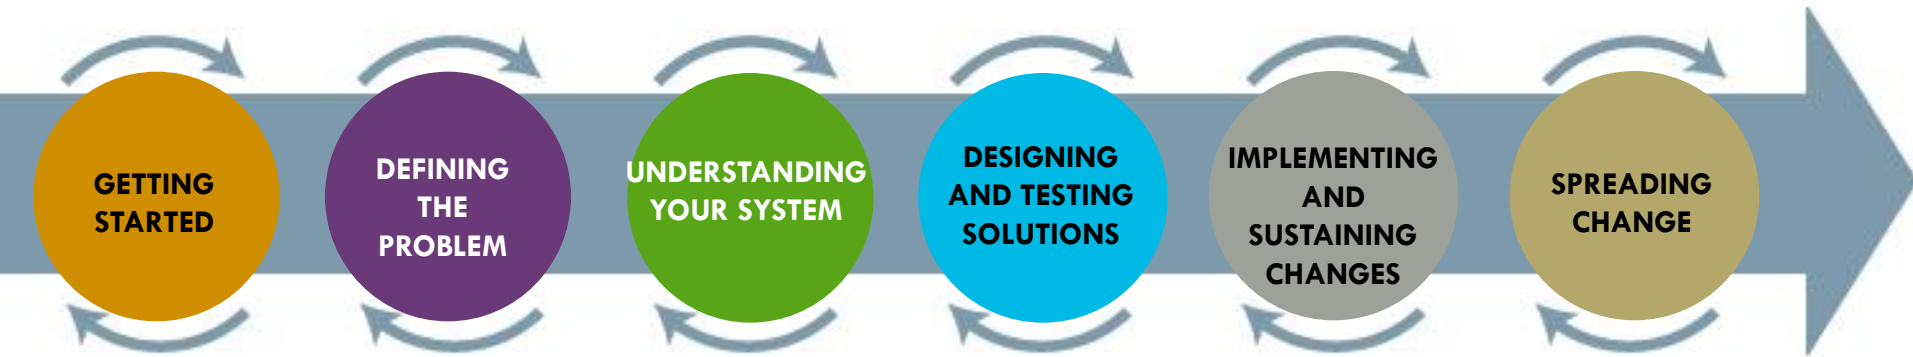 GETTING
STARTED
DEFINING
THE
PROBLEM
UNDERSTANDING
YOUR SYSTEM
DESIGNING
AND TESTING
SOLUTIONS
IMPLEMENTING
AND
SUSTAINING
CHANGES
SPREADING
CHANGE